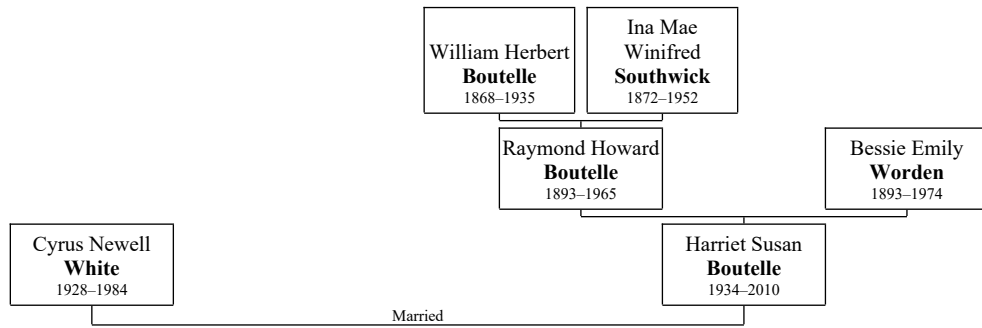 William Herbert
Boutelle
1868–1935
Ina Mae
Winifred
Southwick
1872–1952
Raymond Howard
Boutelle
1893–1965
Bessie Emily
Worden
1893–1974
Cyrus Newell
White
1928–1984
Harriet Susan
Boutelle
1934–2010
Married